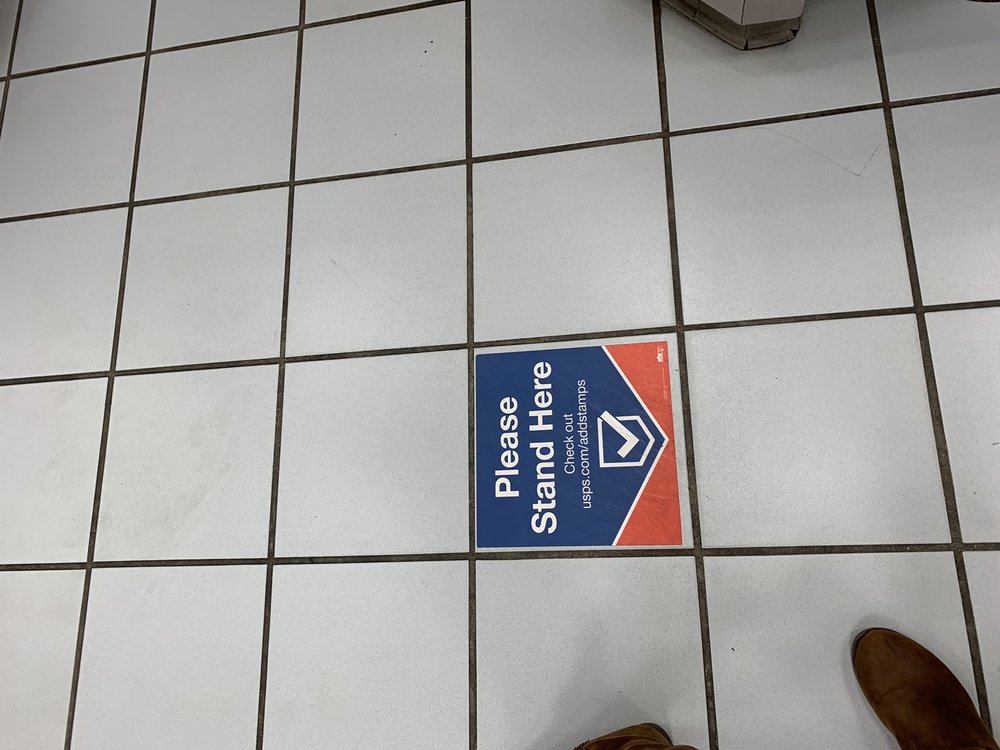 Please
Stand Here
Check out
usps.com/addstamps